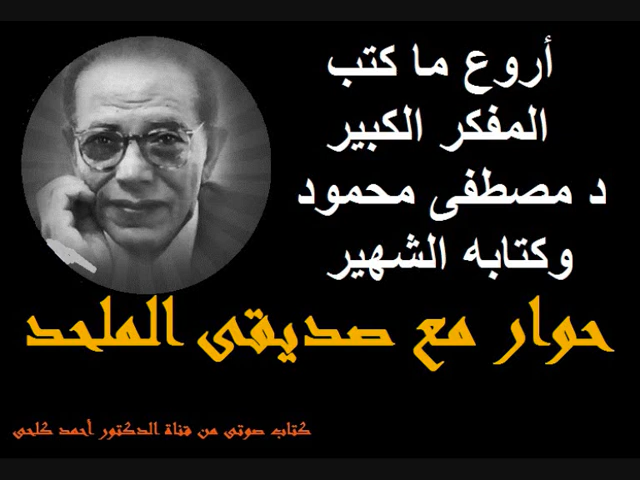 أروع ما كتب
المفكر الكبير
د مصطفى محمود
وكتابه الشهير
حوار مع صديقى الملحد
كتاب صوتى من قناة الدكتور أحمد كلحى